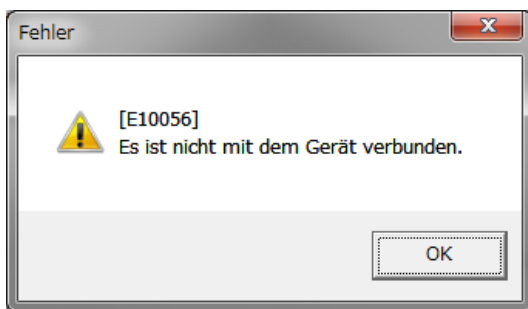 Fehler
[E10056]
Es ist nicht mit dem Gerät verbunden.
OK